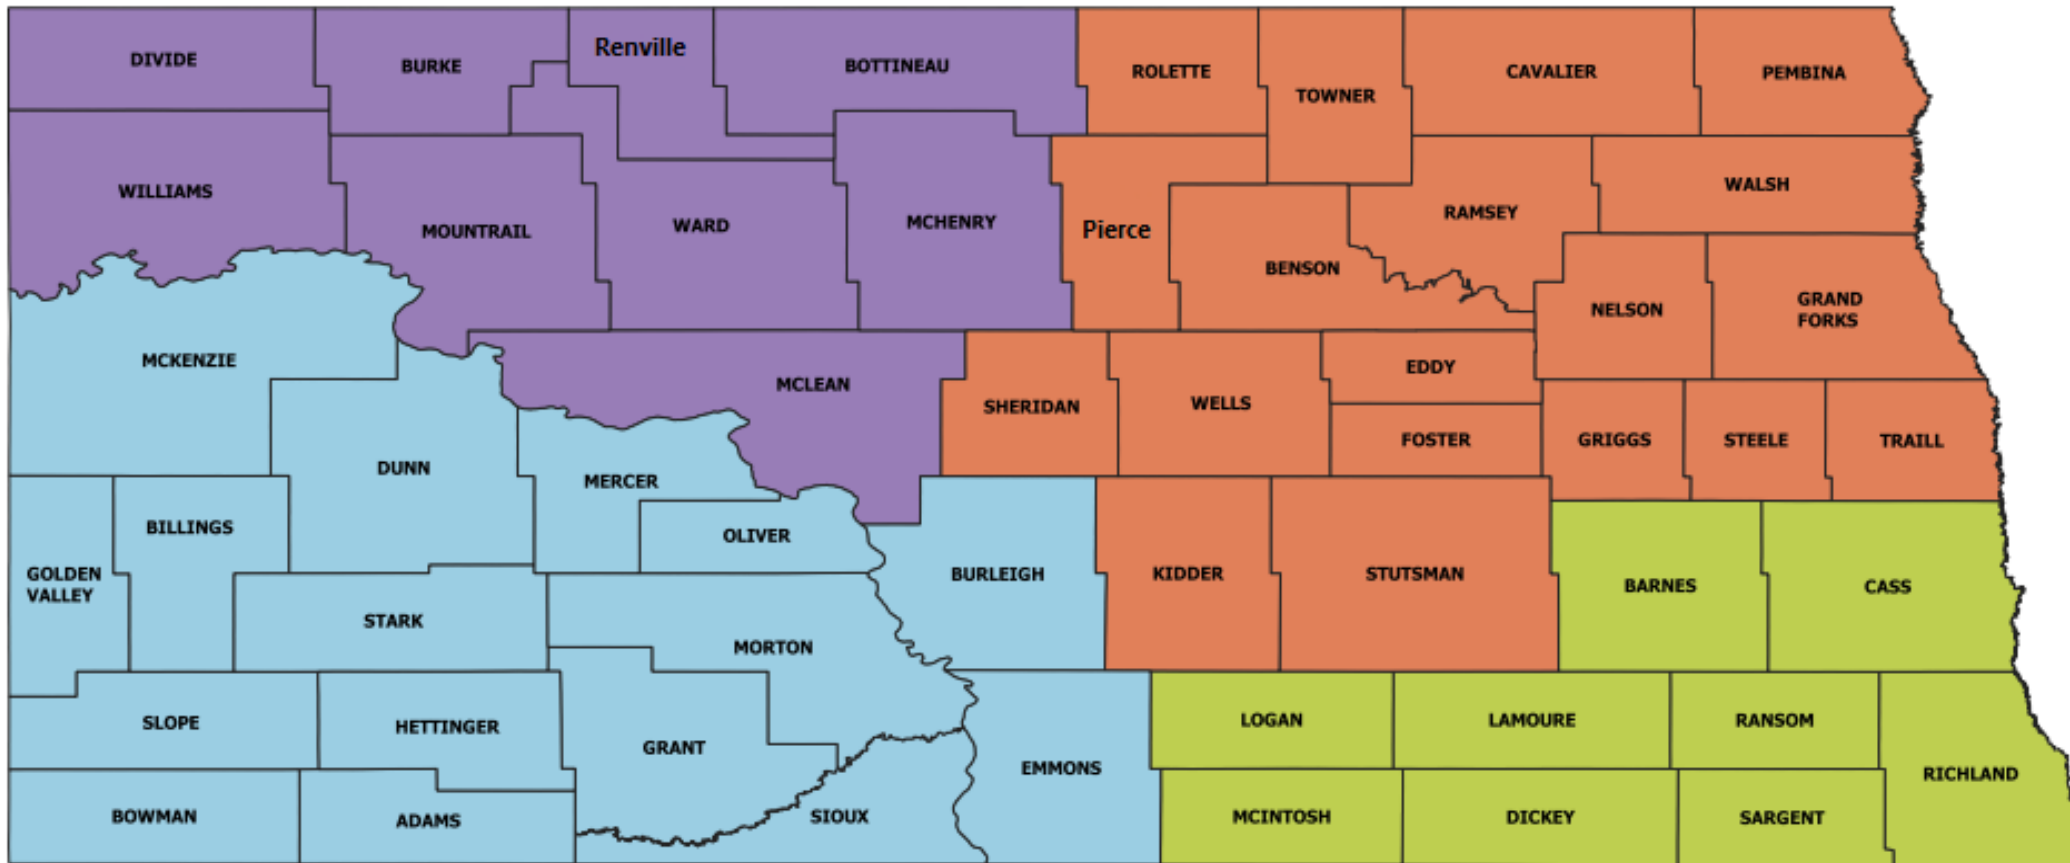 DIVIDE
BURKE
Renville
BOTTINEAU
ROLETTE
TOWNER
CAVALIER
PEMBINA
WILLIAMS
MOUNTRAIL
WARD
MCHENRY
Pierce
BENSON
RAMSEY
WALSH
NELSON
GRAND
FORKS
MCKENZIE
MCLEAN
SHERIDAN
WELLS
EDDY
FOSTER
GRIGGS
STEELE
TRAILL
DUNN
MERCER
OLIVER
BILLINGS
GOLDEN
VALLEY
STARK
MORTON
BURLEIGH
KIDDER
STUTSMAN
BARNES
CASS
SLOPE
HETTINGER
GRANT
EMMONS
LOGAN
LAMOURE
RANSOM
RICHLAND
BOWMAN
ADAMS
SIOUX
MCINTOSH
DICKEY
SARGENT